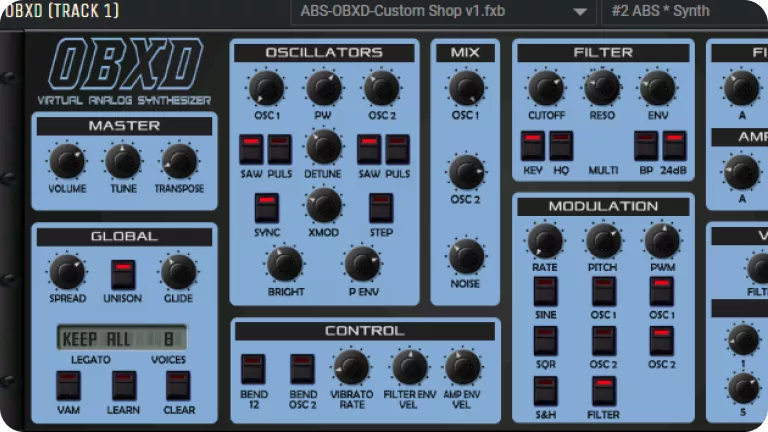 OBXD (TRACK 1)
ABS-OBXD-Custom Shop v1.fxb
#2 ABS * Synth
OBXD
VIRTUAL ANALOG SYNTHESIZER
MASTER
VOLUME TUNE TRANSPOSE
GLOBAL
SPREAD UNISON GLIDE
KEEP ALL 8
LEGATO VOICES
VAM LEARN CLEAR
OSCILLATORS
OSC 1 PW OSC 2
SAW PULS DETUNE SAW PULS
SYNC XMOD STEP
BRIGHT P ENV
MIX
OSC 1
OSC 2
NOISE
CONTROL
BEND 12
BEND OSC 2
VIBRATO RATE
FILTER ENV VEL
AMP ENV VEL
FILTER
CUTOFF RESO ENV
KEY HQ MULTI BP 24dB
MODULATION
RATE PITCH PWM
SINE OSC 1 OSC 1
SQR OSC 2 OSC 2
S&H FILTER
FI
A
AMP
A
V
FILT
I
S